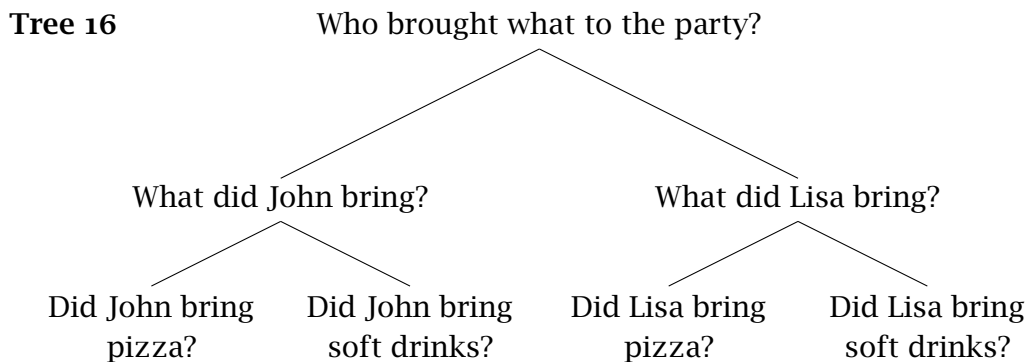 Tree 16 Who brought what to the party?
What did John bring? What did Lisa bring?
Did John bring Did John bring Did Lisa bring Did Lisa bring
pizza? soft drinks? pizza? soft drinks?